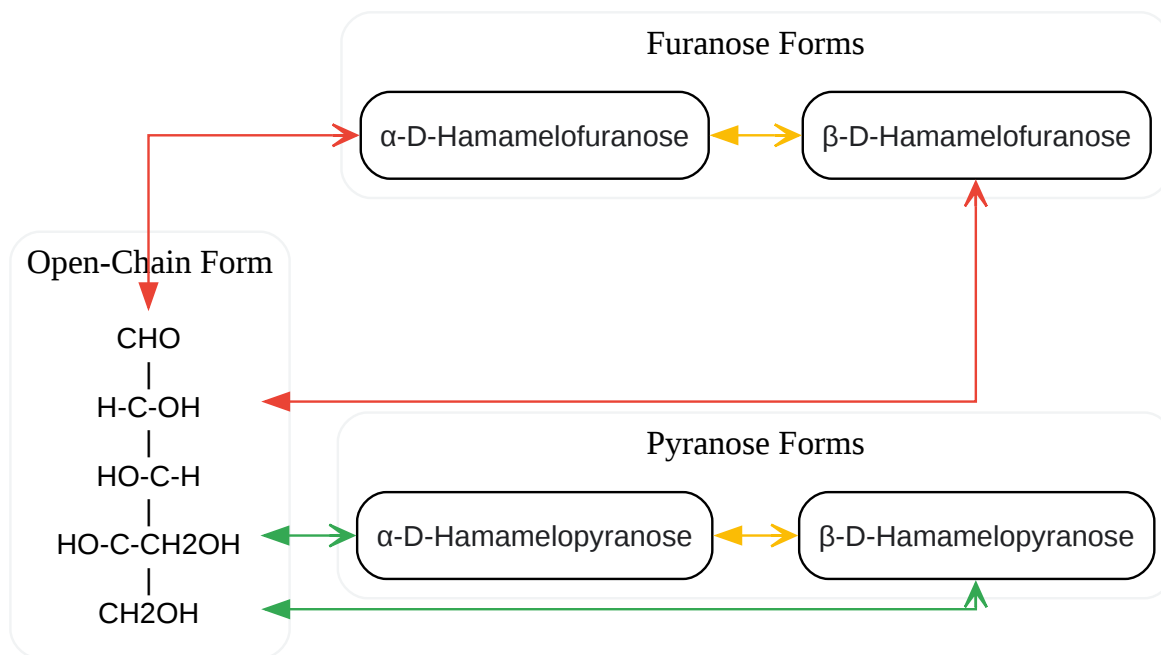 Furanose Forms
α-D-Hamamelofuranose
β-D-Hamamelofuranose
Open-Chain Form
CHO
|
H-C-OH
|
HO-C-H
|
HO-C-CH2OH
|
CH2OH
Pyranose Forms
α-D-Hamamelopyranose
β-D-Hamamelopyranose